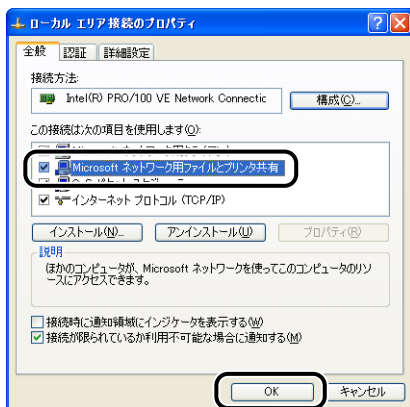 ローカル エリア接続のプロパティ
全般 認証 詳細設定
接続方法:
Intel(R) PRO/100 VE Network Connectic
構成(C)...
この接続は次の項目を使用します(O):
Microsoft ネットワーク用ファイルとプリンタ共有
インターネット プロトコル (TCP/IP)
インストール(N)... アンインストール(U) プロパティ(R)
説明
ほかのコンピュータが、Microsoft ネットワークを使ってこのコンピュータのリソ
ースにアクセスできます。
接続時に通知領域にインジケータを表示する(W)
接続が限られているか利用不可能な場合に通知する(M)
OK キャンセル